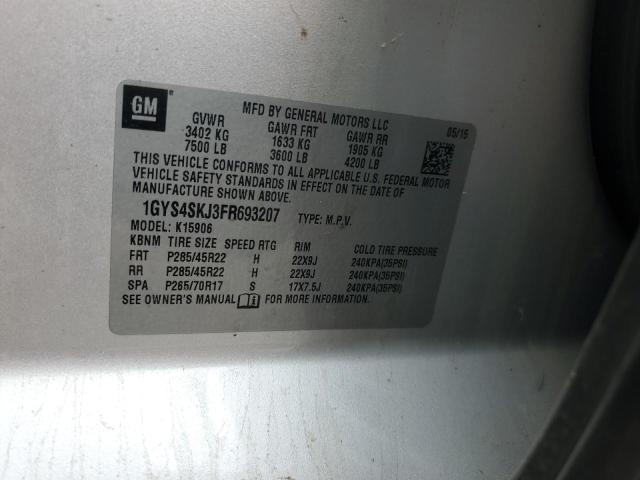 GM ®
MFD BY GENERAL MOTORS LLC 05/15
GVWR GAWR FRT GAWR RR
3402 KG 1633 KG 1905 KG
7500 LB 3600 LB 4200 LB
THIS VEHICLE CONFORMS TO ALL APPLICABLE U.S. FEDERAL MOTOR
VEHICLE SAFETY STANDARDS IN EFFECT ON THE DATE OF
MANUFACTURE SHOWN ABOVE.
1GYS4SKJ3FR693207 TYPE: M.P.V.
MODEL: K15906
KBNM TIRE SIZE SPEED RTG RIM COLD TIRE PRESSURE
FRT P285/45R22 H 22X9J 240KPA(35PSI)
RR P285/45R22 H 22X9J 240KPA(35PSI)
SPA P265/70R17 S 17X7.5J 240KPA(35PSI)
SEE OWNER'S MANUAL FOR MORE INFORMATION.